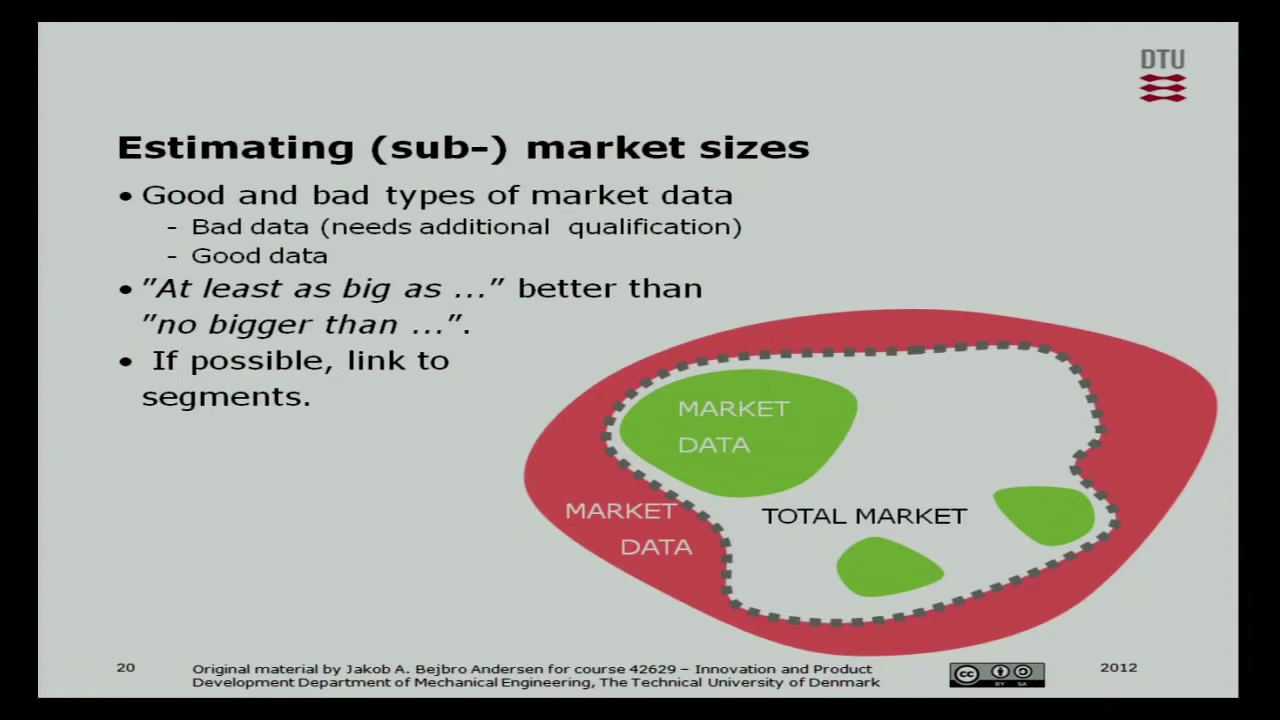 DTU
Estimating (sub-) market sizes
• Good and bad types of market data
- Bad data (needs additional qualification)
- Good data
• ”At least as big as …” better than
”no bigger than …”.
• If possible, link to
segments.
MARKET
DATA
MARKET
DATA
TOTAL MARKET
20
Original material by Jakob A. Bejbro Andersen for course 42629 – Innovation and Product
Development Department of Mechanical Engineering, The Technical University of Denmark
cc
BY SA
2012